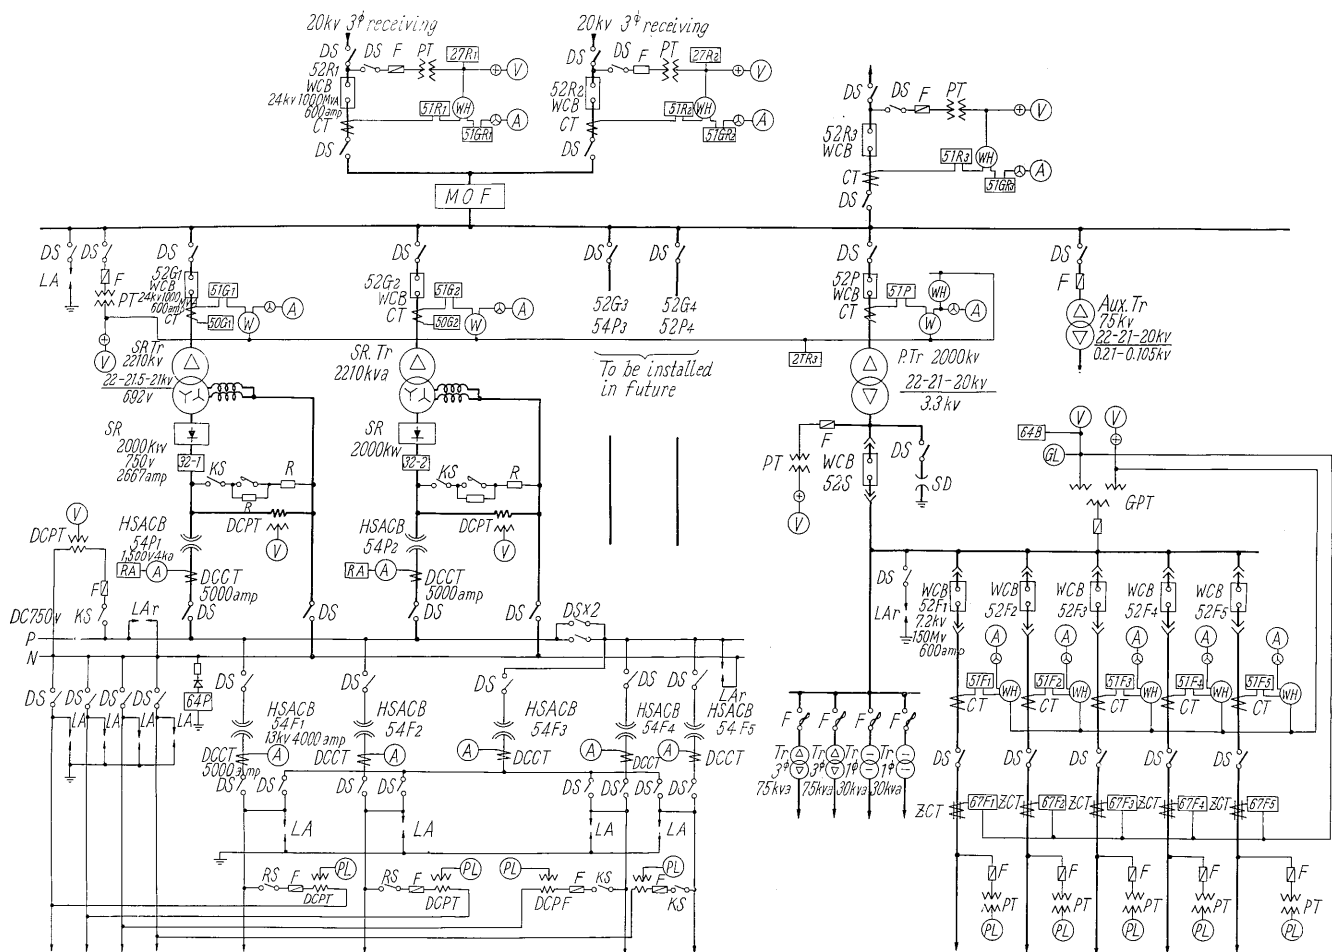 20kv 3ϕ receiving
20kv 3ϕ receiving
DS DS F PT 27R1 V
52R1
WCB
24kv 1000MVA
600amp
CT
51R1 WH
51GR1 A
DS
DS DS F PT 27R2 V
52R2
WCB
CT
51R2 WH
51GR2 A
DS
DS DS F PT V
52R3
WCB
CT
51R3 WH
51GR3 A
DS
MOF
DS
LA
DS
F
PT
V
DS
52G1
WCB
24kv 1000
600amp
CT
51G1
50G1 W A
SR.Tr
2210kv
22-21.5-21kv
692v
SR
2000kw
750v
2667amp
32-1
KS R
R
DS
52G2
WCB
CT
51G2
50G2 W A
SR. Tr
2210kva
SR
2000kw
32-2
KS R
DS DS
52G3 52G4
54P3 52P4
To be installed
in future
DS
52P
WCB
CT
51P WH
W A
27R3
P.Tr 2000kv
22-21-20kv
3.3kv
DS
F
Aux.Tr
75kv
22-21-20kv
0.21-0.105kv
F
PT
V
WCB
52S
DS
SD
V V
64B
GL
GPT
V
DCPT
F
KS
HSACB
54P1
1,500v 4ka
RA A
DCCT
5000amp
DS DS
DCPT
V
HSACB
54P2
RA A
DCCT
5000amp
DS DS
V
DC750v
LAr
DS×2
P
N
DS DS DS DS
64P
LA LA LA LA
DS
HSACB
54F1
13kv 4000amp
DCCT A
5000amp
DS DS
DS
HSACB
54F2
DCCT A
DS DS
DS
HSACB
54F3
A DCCT
DS
HSACB
54F4
A DCCT
DS DS
DS
LAr
HSACB
54F5
A DCCT
DS DS
LA LA LA LA
RS F PL
DCPT
RS F PL
DCPT
PL F KS
DCPF
PL F
KS
DS
LAr
WCB
52F1
7.2kv
150Mv
600amp
WCB
52F2
WCB
52F3
WCB
52F4
WCB
52F5
A A A A A
51F1 WH 51F2 WH 51F3 WH 51F4 WH 51F5 WH
CT CT CT CT CT
DS DS DS DS DS
ZCT 67F1 ZCT 67F2 ZCT 67F3 ZCT 67F4 ZCT 67F5
F F F F
Tr Tr Tr Tr
3ϕ 3ϕ 1ϕ 1ϕ
75kva 75kva 30kva 30kva
F F F F F
PT PT PT PT PT
PL PL PL PL PL